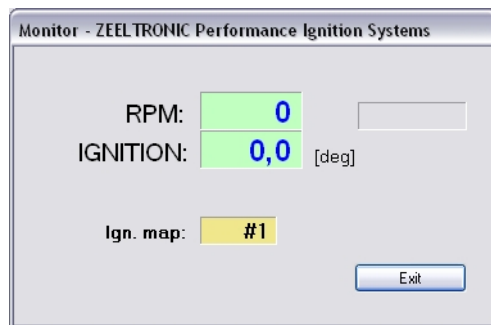 Monitor - ZEELTRONIC Performance Ignition Systems
RPM: 0
IGNITION: 0,0 [deg]
Ign. map: #1
Exit